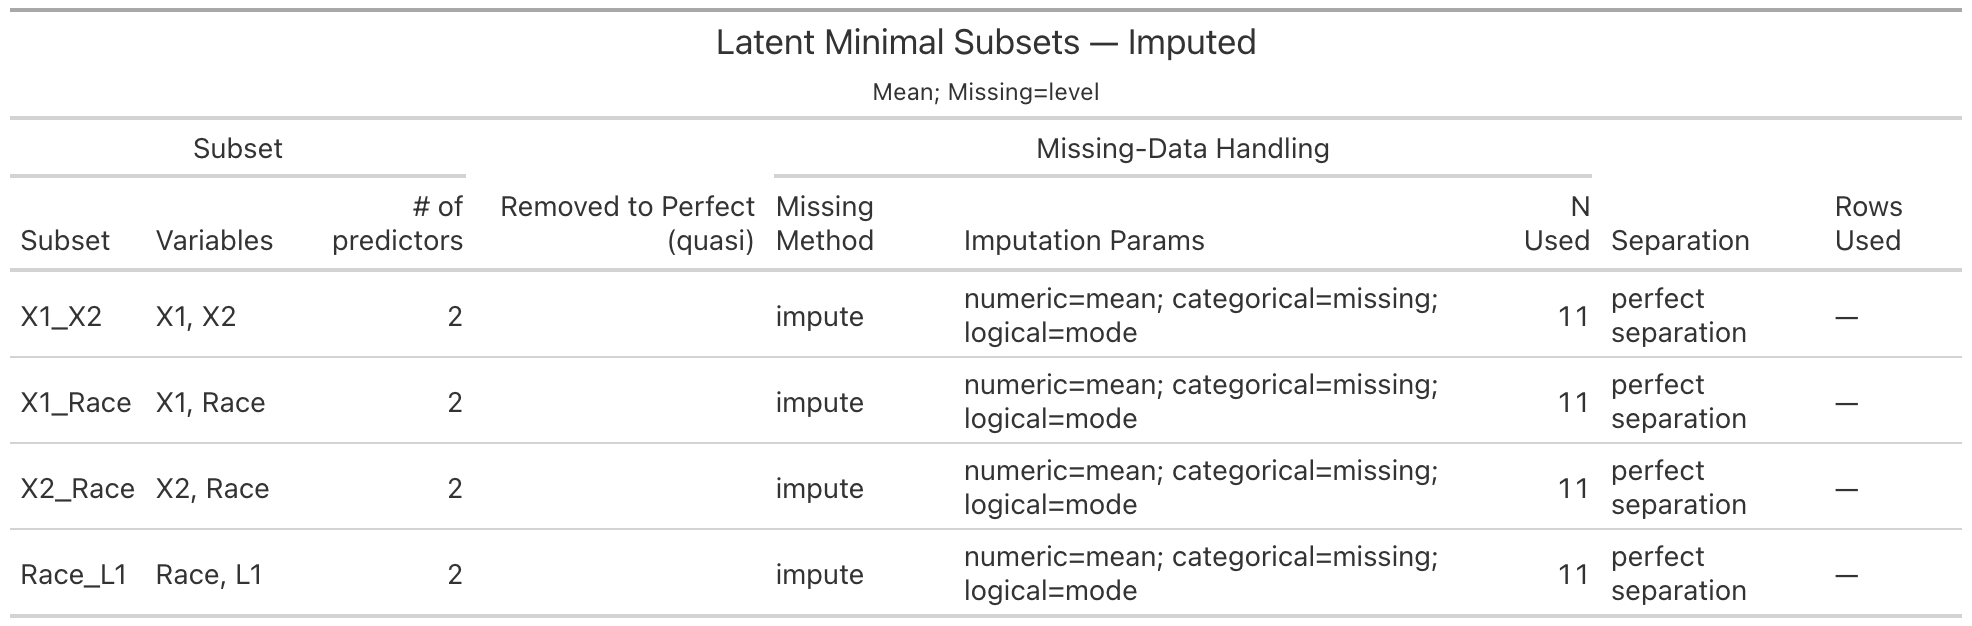 Latent Minimal Subsets — Imputed
Mean; Missing=level
Subset Missing-Data Handling
# of Removed to Perfect Missing N Rows
Subset Variables predictors (quasi) Method Imputation Params Used Separation Used
numeric=mean; categorical=missing; perfect
X1_X2 X1, X2 2 impute 11 —
logical=mode separation
numeric=mean; categorical=missing; perfect
X1_Race X1, Race 2 impute 11 —
logical=mode separation
numeric=mean; categorical=missing; perfect
X2_Race X2, Race 2 impute 11 —
logical=mode separation
numeric=mean; categorical=missing; perfect
Race_L1 Race, L1 2 impute 11 —
logical=mode separation